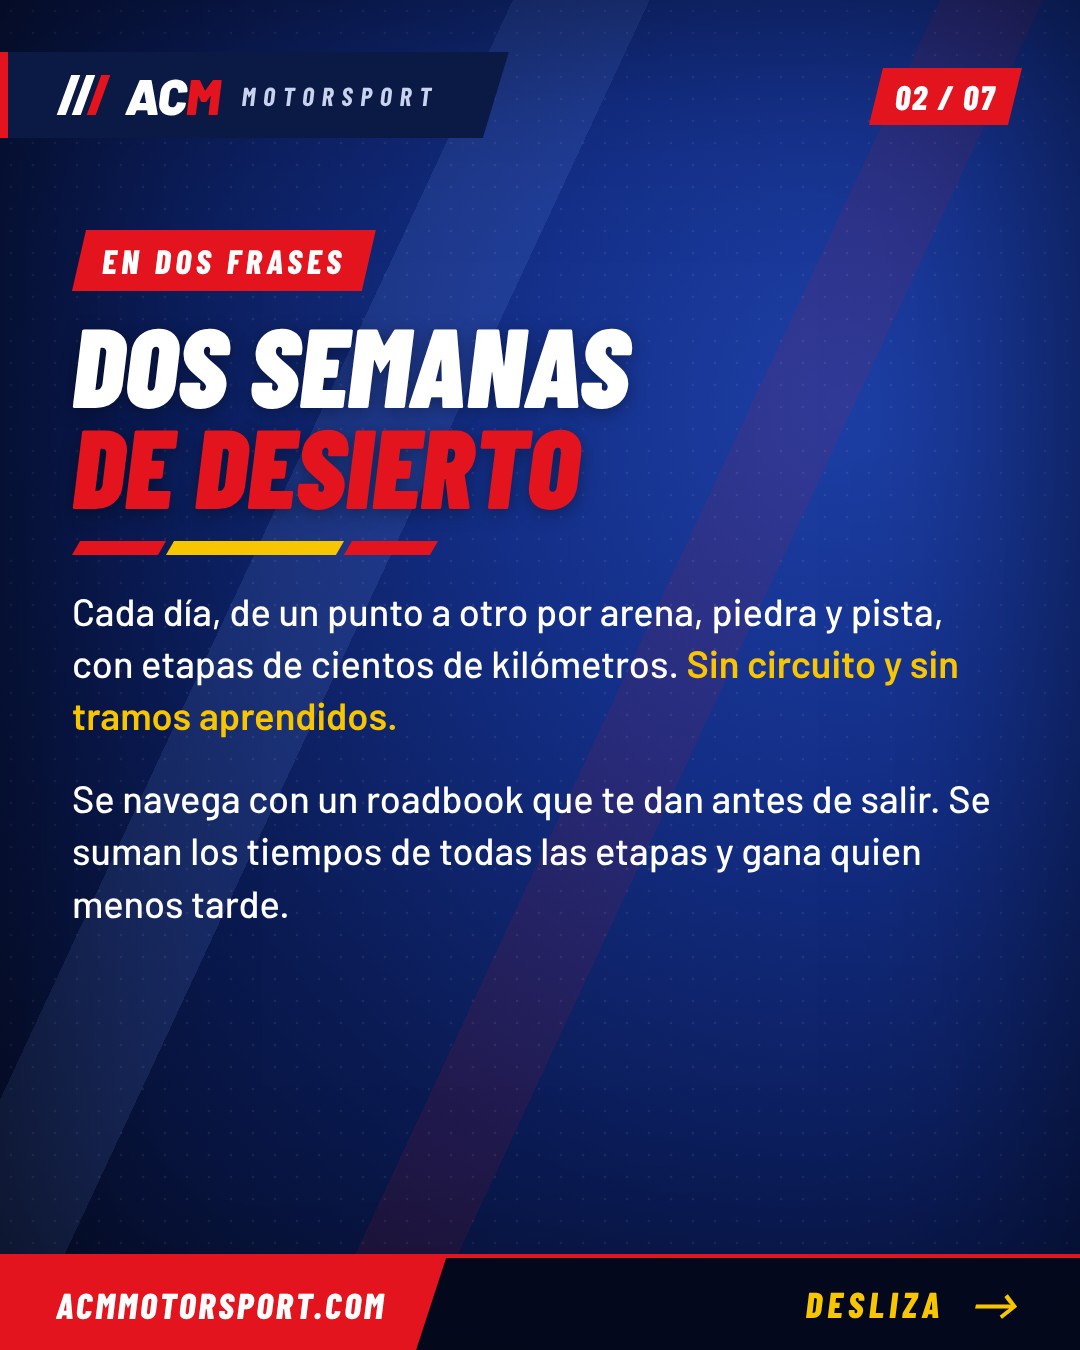 ACM MOTORSPORT
02 / 07
EN DOS FRASES
DOS SEMANAS
DE DESIERTO
Cada día, de un punto a otro por arena, piedra y pista,
con etapas de cientos de kilómetros. Sin circuito y sin
tramos aprendidos.
Se navega con un roadbook que te dan antes de salir. Se
suman los tiempos de todas las etapas y gana quien
menos tarde.
ACMMOTORSPORT.COM
DESLIZA →